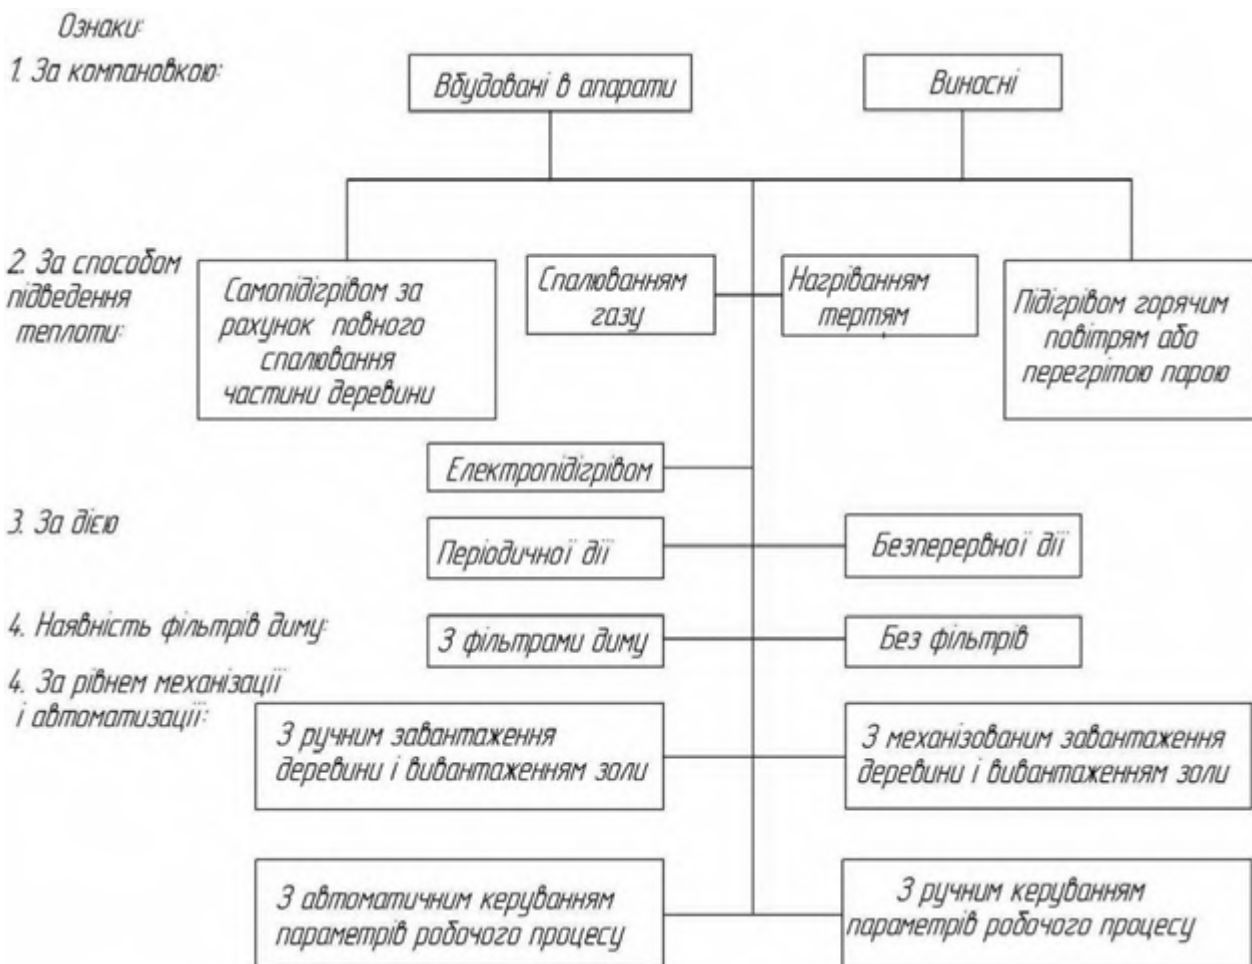 Ознаки:
1. За компановкою:
Вбудовані в апарати
Виносні
2. За способом
підведення
теплоти:
Самопідігрівом за
рахунок повного
спалювання
частини деревини
Спалюванням
газу
Нагріванням
тертям
Підігрівом горячим
повітрям або
перегрітою парою
Електропідігрівом
3. За дією
Періодичної дії
Безперервної дії
4. Наявність фільтрів диму:
З фільтрами диму
Без фільтрів
4. За рівнем механізації
і автоматизації:
З ручним завантаження
деревини і вивантаженням золи
З механізованим завантаження
деревини і вивантаженням золи
З автоматичним керуванням
параметрів робочого процесу
З ручним керуванням
параметрів робочого процесу